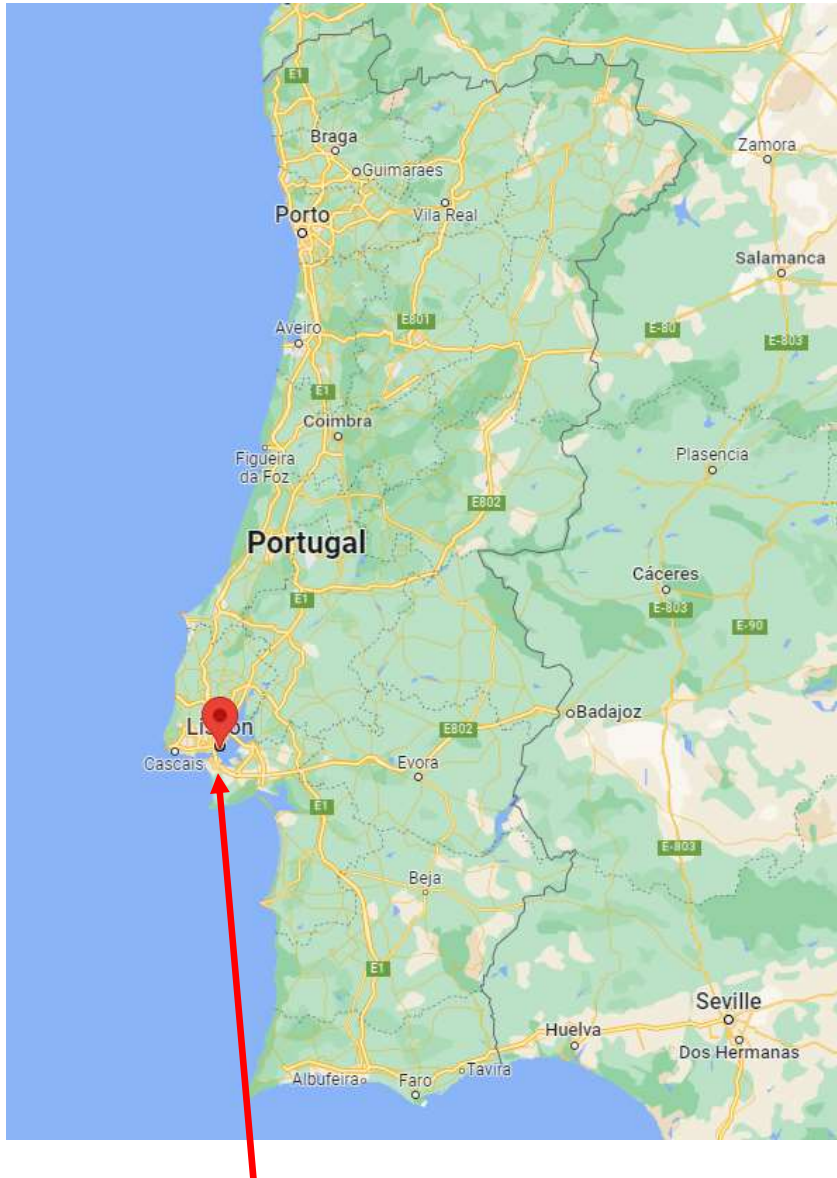 E1
Braga
Guimaraes
Zamora
Porto
Vila Real
Salamanca
Aveiro
E801
E-80
E-803
E1
Coimbra
Figueira
da Foz
Plasencia
E802
Portugal
Cáceres
E1
E-803
E-90
Badajoz
Lisbon
E802
Cascais
Evora
E1
E-803
Beja
E1
Seville
Huelva
Dos Hermanas
Tavira
Albufeira
Faro